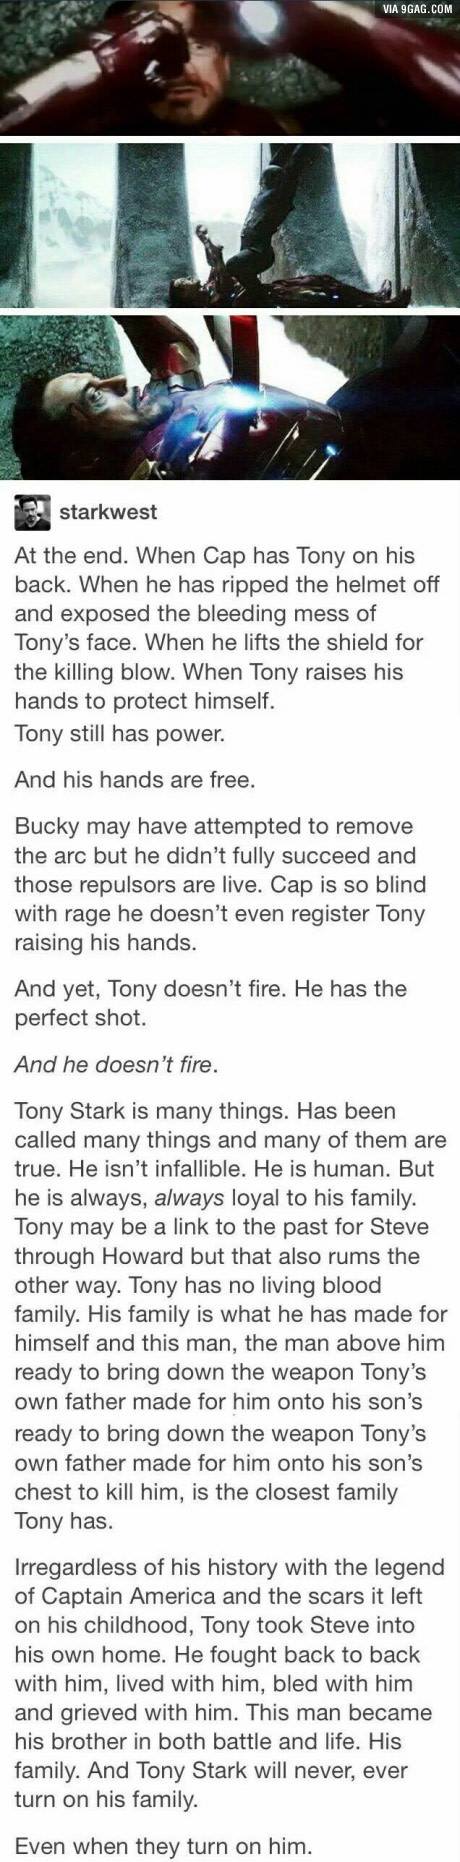 VIA 9GAG.COM
starkwest
At the end. When Cap has Tony on his
back. When he has ripped the helmet off
and exposed the bleeding mess of
Tony's face. When he lifts the shield for
the killing blow. When Tony raises his
hands to protect himself.
Tony still has power.
And his hands are free.
Bucky may have attempted to remove
the arc but he didn't fully succeed and
those repulsors are live. Cap is so blind
with rage he doesn't even register Tony
raising his hands.
And yet, Tony doesn't fire. He has the
perfect shot.
And he doesn't fire.
Tony Stark is many things. Has been
called many things and many of them are
true. He isn't infallible. He is human. But
he is always, always loyal to his family.
Tony may be a link to the past for Steve
through Howard but that also rums the
other way. Tony has no living blood
family. His family is what he has made for
himself and this man, the man above him
ready to bring down the weapon Tony's
own father made for him onto his son's
ready to bring down the weapon Tony's
own father made for him onto his son's
chest to kill him, is the closest family
Tony has.
Irregardless of his history with the legend
of Captain America and the scars it left
on his childhood, Tony took Steve into
his own home. He fought back to back
with him, lived with him, bled with him
and grieved with him. This man became
his brother in both battle and life. His
family. And Tony Stark will never, ever
turn on his family.
Even when they turn on him.